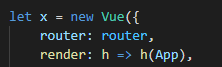 let x = new Vue({
    router: router,
    render: h => h(App),